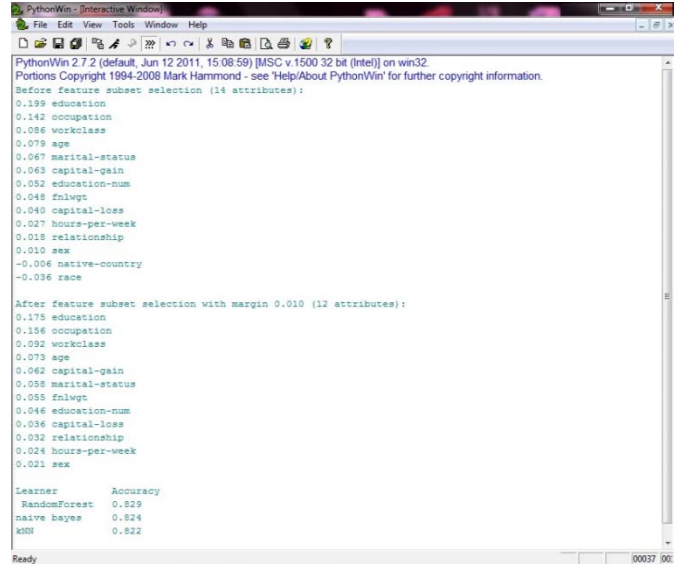 PythonWin - [Interactive Window]
File Edit View Tools Window Help
PythonWin 2.7.2 (default, Jun 12 2011, 15:08:59) [MSC v.1500 32 bit (Intel)] on win32.
Portions Copyright 1994-2008 Mark Hammond - see 'Help/About PythonWin' for further copyright information.
Before feature subset selection (14 attributes):
0.199 education
0.142 occupation
0.086 workclass
0.079 age
0.067 marital-status
0.063 capital-gain
0.052 education-num
0.048 fnlwgt
0.040 capital-loss
0.027 hours-per-week
0.018 relationship
0.010 sex
-0.006 native-country
-0.036 race
After feature subset selection with margin 0.010 (12 attributes):
0.175 education
0.156 occupation
0.092 workclass
0.073 age
0.062 capital-gain
0.058 marital-status
0.055 fnlwgt
0.046 education-num
0.036 capital-loss
0.032 relationship
0.024 hours-per-week
0.021 sex
Learner Accuracy
RandomForest 0.829
naive bayes 0.824
kNN 0.822
Ready 00037